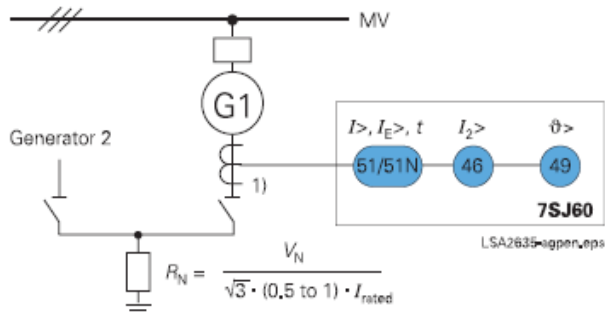 MV
G1
Generator 2
1)
I>, IE>, t
I2>
ϑ>
51/51N
46
49
7SJ60
LSA2635-agpen.eps
RN = VN / √3 · (0.5 to 1) · Irated